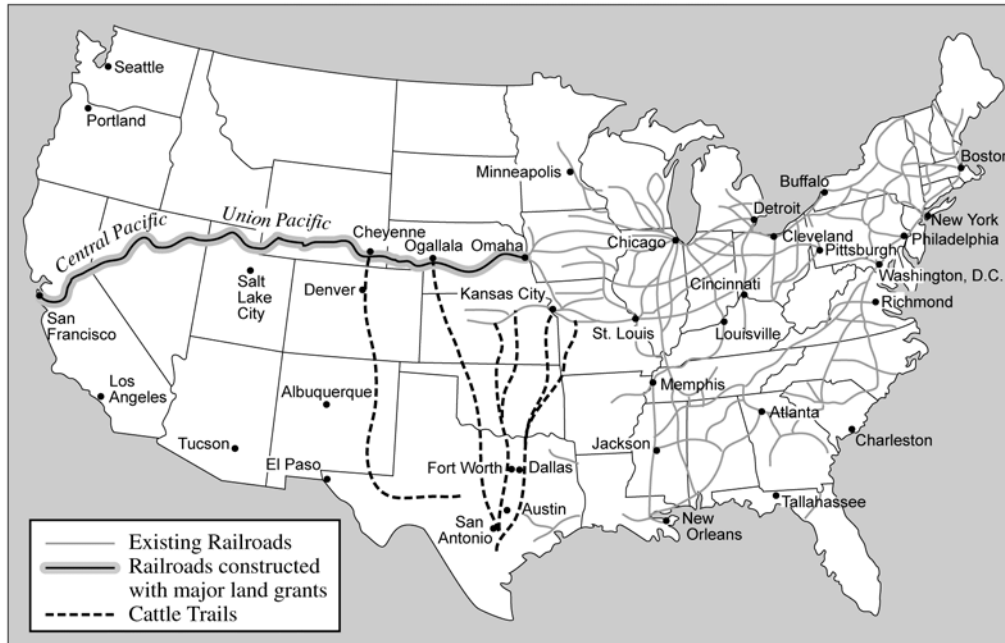 Seattle
Portland
Minneapolis
Boston
Buffalo
Detroit
New York
Central Pacific
Union Pacific
Cheyenne
Ogallala
Omaha
Chicago
Cleveland
Philadelphia
Pittsburgh
Washington, D.C.
Salt
Lake
City
Denver
Kansas City
Cincinnati
Richmond
San
Francisco
St. Louis
Louisville
Los
Angeles
Albuquerque
Memphis
Atlanta
Tucson
El Paso
Jackson
Charleston
Fort Worth
Dallas
Austin
Tallahassee
San
Antonio
New
Orleans
Existing Railroads
Railroads constructed
with major land grants
Cattle Trails